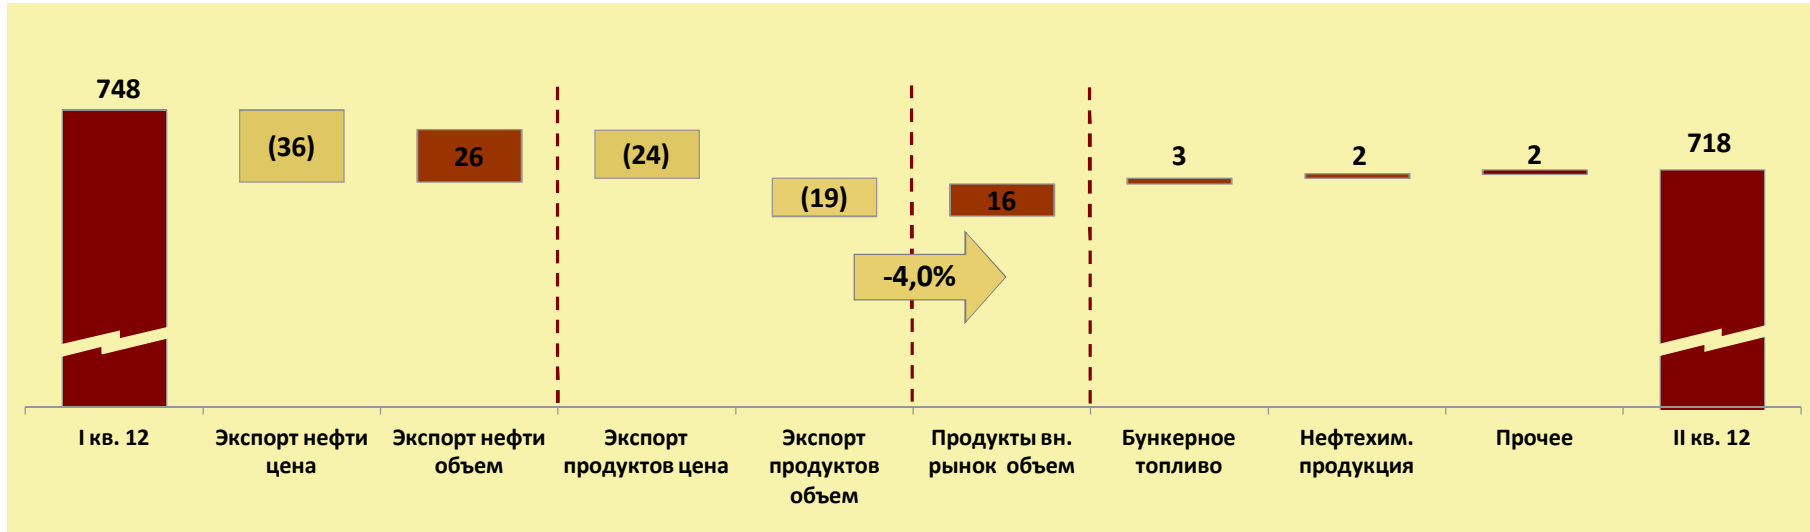 748
(36)
26
(24)
(19)
16
3
2
2
718
-4,0%
I кв. 12
Экспорт нефти
цена
Экспорт нефти
объем
Экспорт
продуктов цена
Экспорт
продуктов
объем
Продукты вн.
рынок объем
Бункерное
топливо
Нефтехим.
продукция
Прочее
II кв. 12